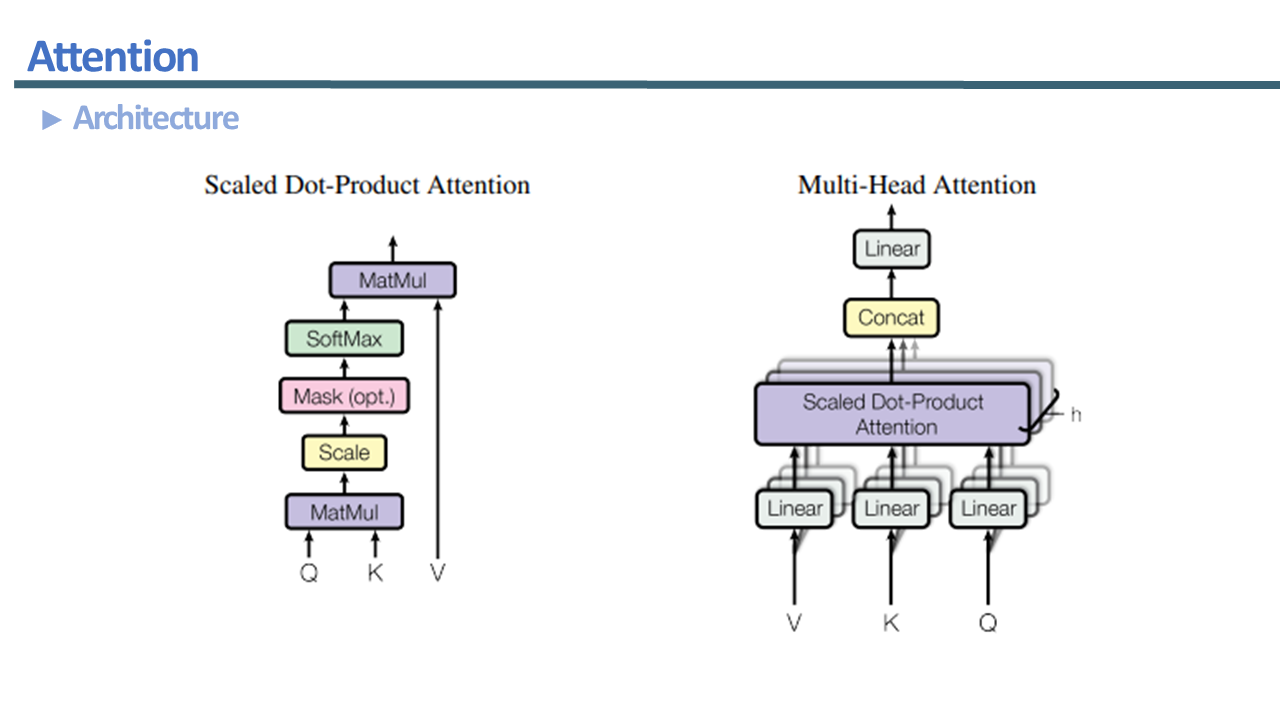 Attention
► Architecture
Scaled Dot-Product Attention
MatMul
SoftMax
Mask (opt.)
Scale
MatMul
Q K V
Multi-Head Attention
Linear
Concat
Scaled Dot-Product
Attention
h
Linear Linear Linear
V K Q